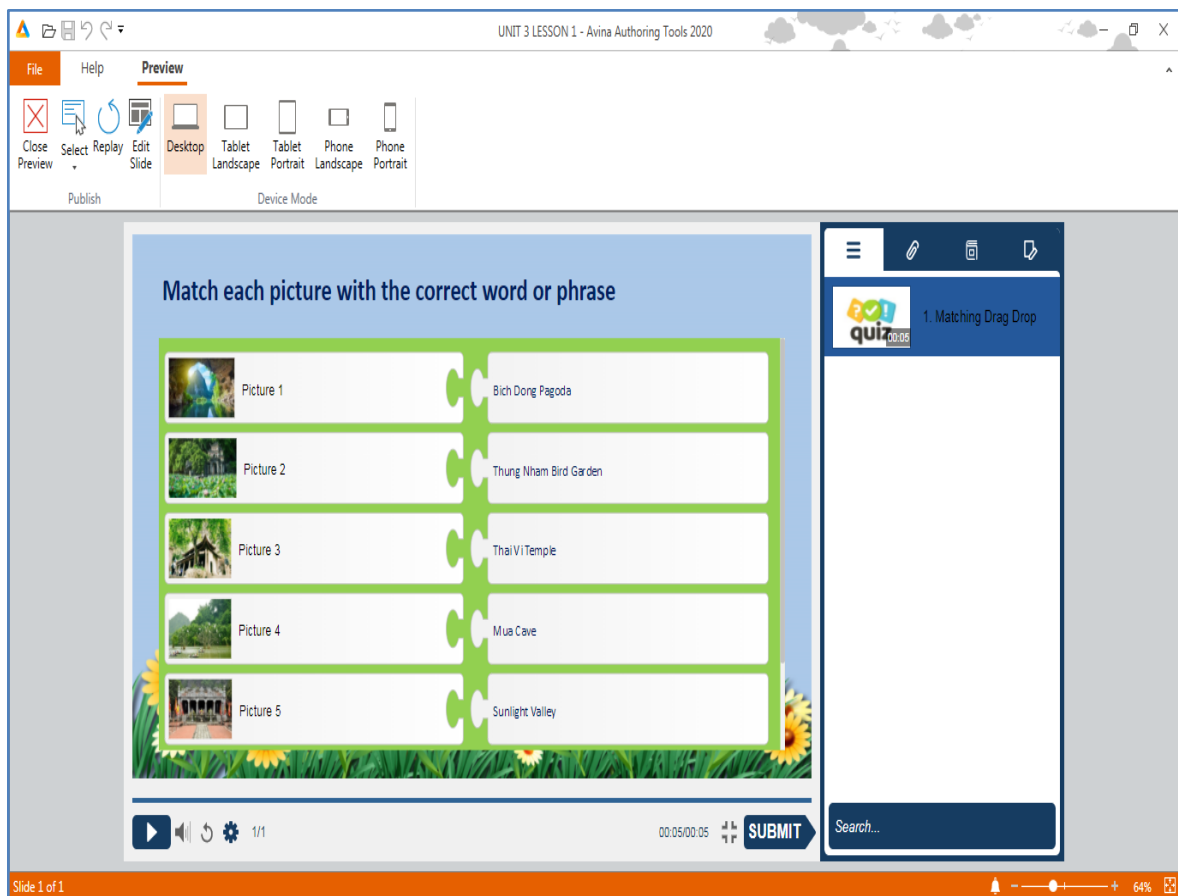 UNIT 3 LESSON 1 - Avina Authoring Tools 2020
File Help Preview
Close Preview
Select
Replay
Edit Slide
Desktop
Tablet Landscape
Tablet Portrait
Phone Landscape
Phone Portrait
Publish
Device Mode
Match each picture with the correct word or phrase
Picture 1
Bich Dong Pagoda
Picture 2
Thung Nham Bird Garden
Picture 3
Thai Vi Temple
Picture 4
Mua Cave
Picture 5
Sunlight Valley
quiz
00:05
1. Matching Drag Drop
1/1
00:05/00:05
SUBMIT
Search...
Slide 1 of 1
64%